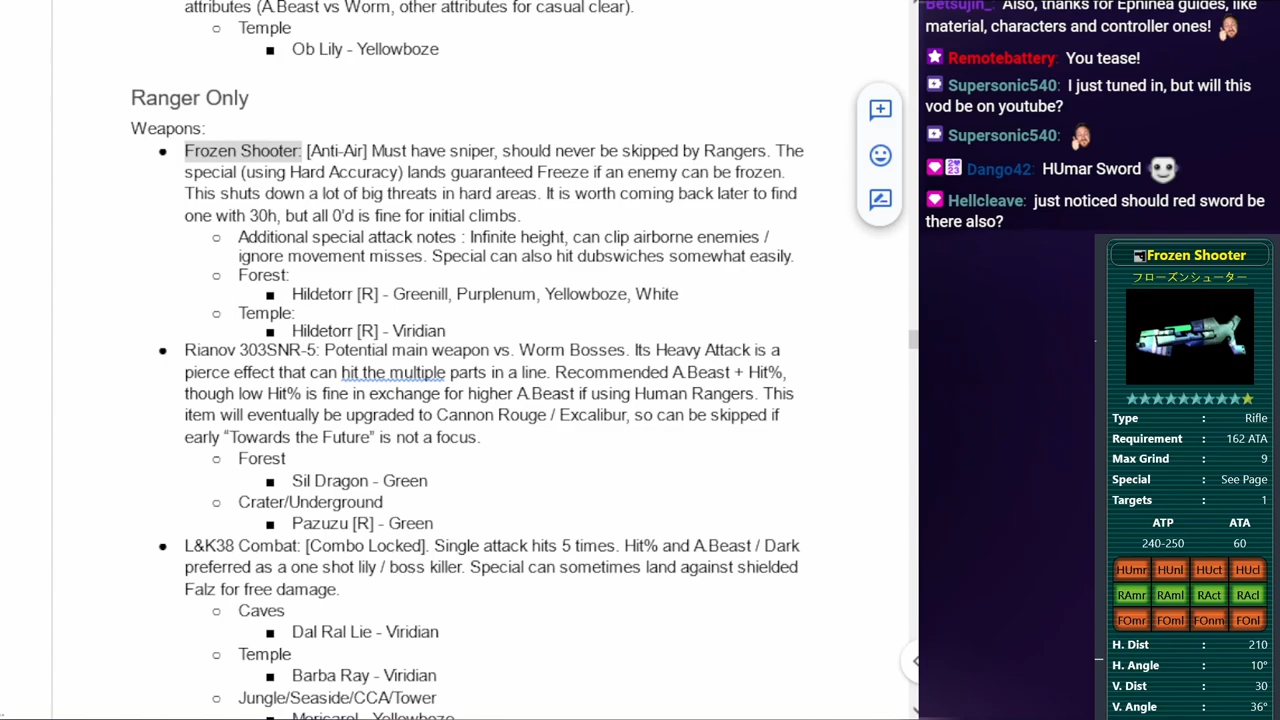 attributes (A.Beast vs Worm, other attributes for casual clear).
○ Temple
■ Ob Lily - Yellowboze
Ranger Only
Weapons:
● Frozen Shooter: [Anti-Air] Must have sniper, should never be skipped by Rangers. The
special (using Hard Accuracy) lands guaranteed Freeze if an enemy can be frozen.
This shuts down a lot of big threats in hard areas. It is worth coming back later to find
one with 30h, but all 0'd is fine for initial climbs.
○ Additional special attack notes : Infinite height, can clip airborne enemies /
ignore movement misses. Special can also hit dubswiches somewhat easily.
○ Forest:
■ Hildetorr [R] - Greenill, Purplenum, Yellowboze, White
○ Temple:
■ Hildetorr [R] - Viridian
● Rianov 303SNR-5: Potential main weapon vs. Worm Bosses. Its Heavy Attack is a
pierce effect that can hit the multiple parts in a line. Recommended A.Beast + Hit%,
though low Hit% is fine in exchange for higher A.Beast if using Human Rangers. This
item will eventually be upgraded to Cannon Rouge / Excalibur, so can be skipped if
early “Towards the Future” is not a focus.
○ Forest
■ Sil Dragon - Green
○ Crater/Underground
■ Pazuzu [R] - Green
● L&K38 Combat: [Combo Locked]. Single attack hits 5 times. Hit% and A.Beast / Dark
preferred as a one shot lily / boss killer. Special can sometimes land against shielded
Falz for free damage.
○ Caves
■ Dal Ral Lie - Viridian
○ Temple
■ Barba Ray - Viridian
○ Jungle/Seaside/CCA/Tower
■ Merisarol - Yellowboze
Betsujin_: Also, thanks for Ephinea guides, like
material, characters and controller ones!
Remotebattery: You tease!
Supersonic540: I just tuned in, but will this
vod be on youtube?
Supersonic540:
Dango42: HUmar Sword
Hellcleave: just noticed should red sword be
there also?
Frozen Shooter
フローズンシューター
Type : Rifle
Requirement : 162 ATA
Max Grind : 9
Special : See Page
Targets : 1
ATP ATA
240-250 60
HUmr HUnl HUct HUcl
RAmr RAml RAct RAcl
FOmr FOml FOnm FOnl
H. Dist : 210
H. Angle : 10°
V. Dist : 30
V. Angle : 36°